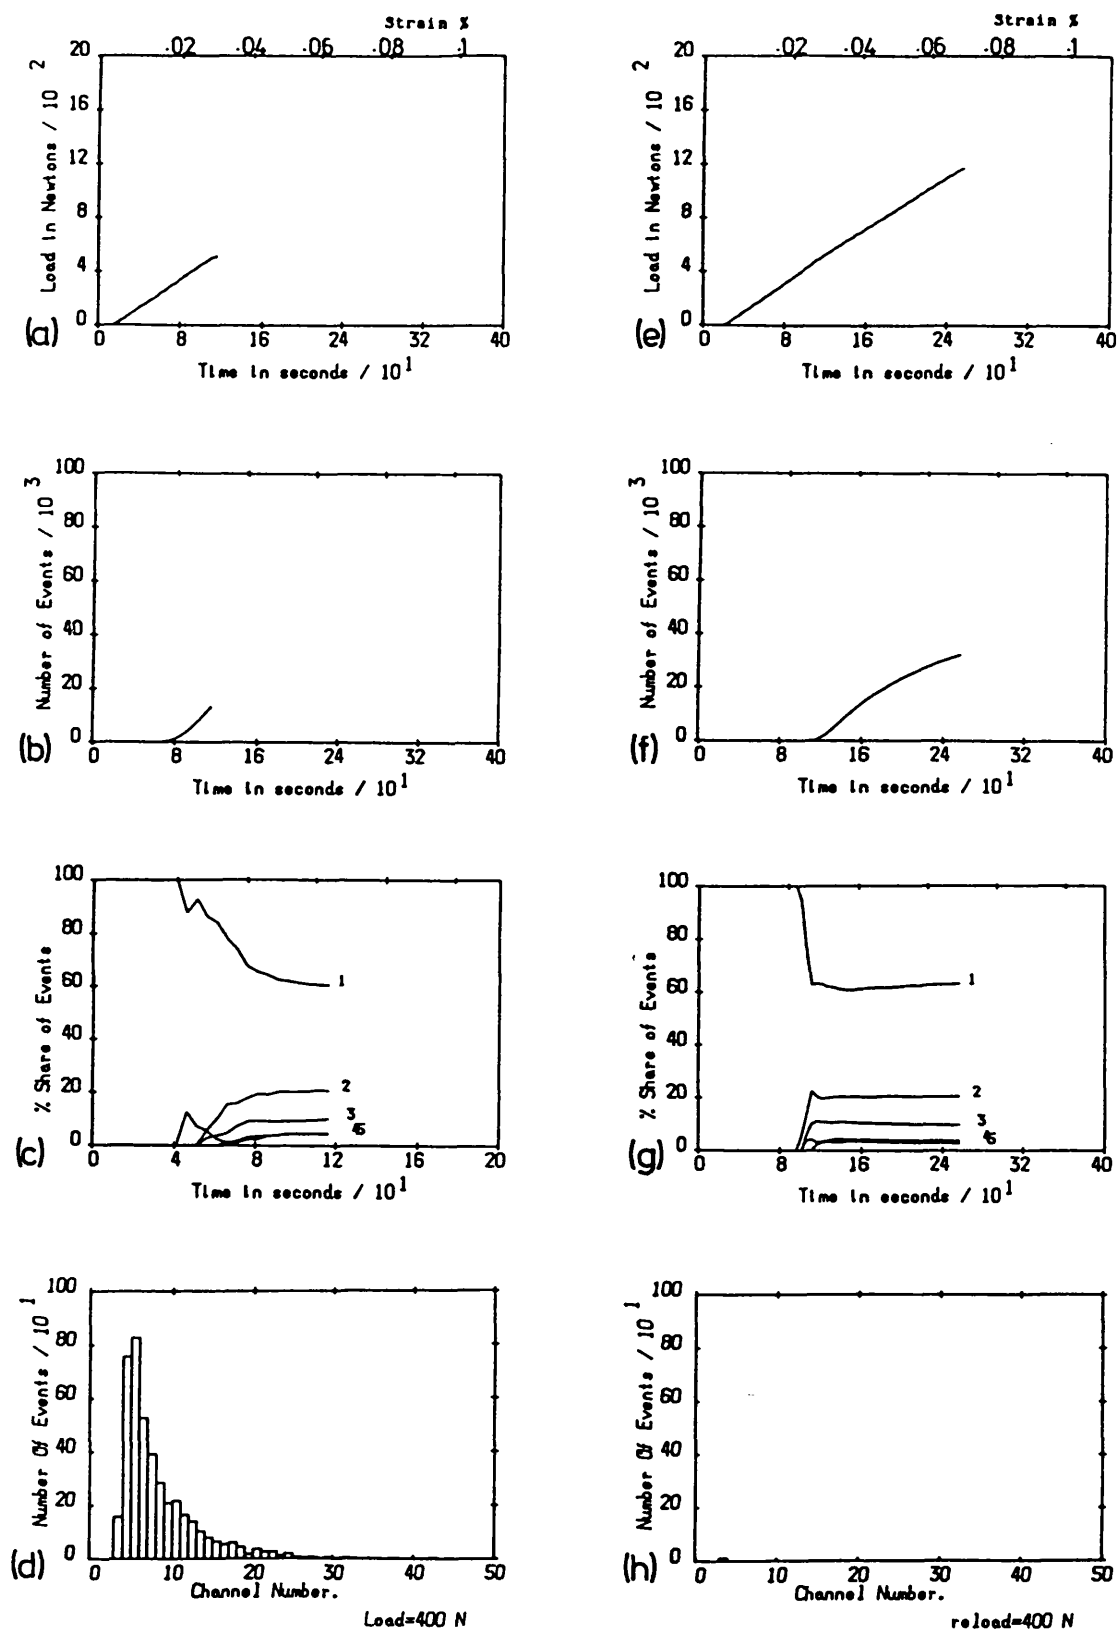 Strain %
.02 .04 .06 .08 .1
20
16
12
8
4
0
Load in Newtons / 10 2
(a)
0 8 16 24 32 40
Time in seconds / 10 1
Strain %
.02 .04 .06 .08 .1
20
16
12
8
4
0
Load in Newtons / 10 2
(e)
0 8 16 24 32 40
Time in seconds / 10 1
100
80
60
40
20
0
Number of Events / 10 3
(b)
0 8 16 24 32 40
Time in seconds / 10 1
100
80
60
40
20
0
Number of Events / 10 3
(f)
0 8 16 24 32 40
Time in seconds / 10 1
100
80
60
40
20
0
% Share of Events
1
2
3
45
(c)
0 4 8 12 16 20
Time in seconds / 10 1
100
80
60
40
20
0
% Share of Events
1
2
3
45
(g)
0 8 16 24 32 40
Time in seconds / 10 1
100
80
60
40
20
0
Number Of Events / 10 1
(d)
0 10 20 30 40 50
Channel Number.
Load=400 N
100
80
60
40
20
0
Number Of Events / 10 1
(h)
0 10 20 30 40 50
Channel Number.
reload=400 N